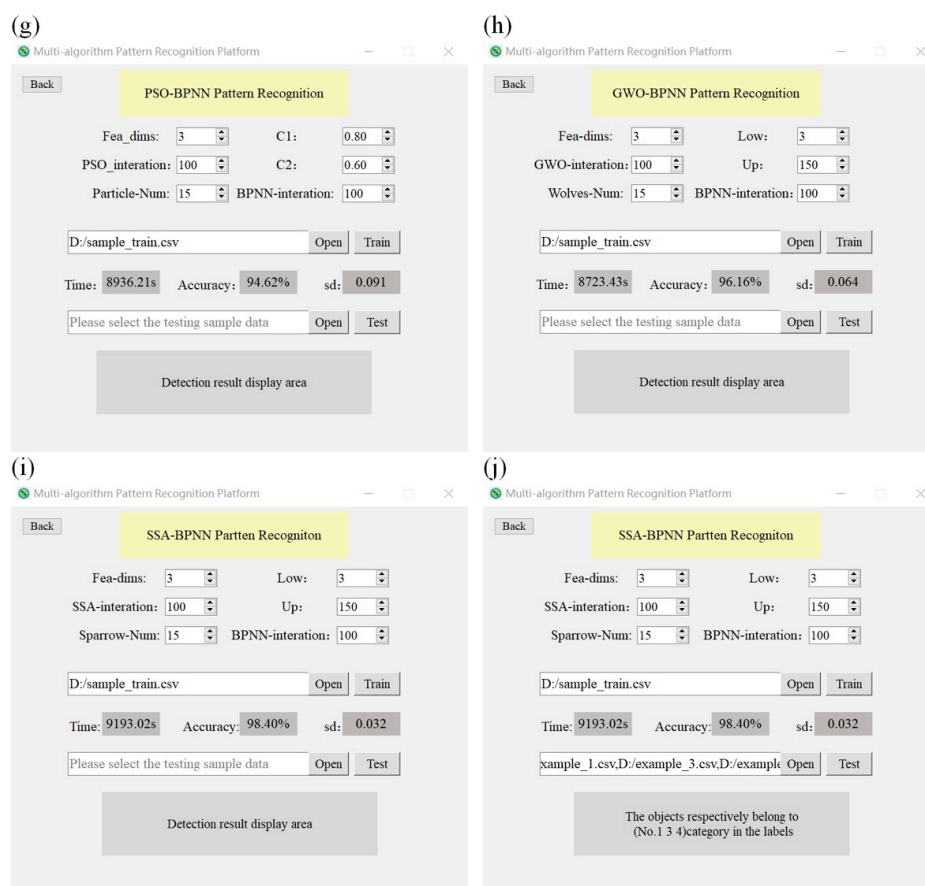 (g)
Multi-algorithm Pattern Recognition Platform
Back
PSO-BPNN Pattern Recognition
Fea_dims: 3 C1: 0.80
PSO_interation: 100 C2: 0.60
Particle-Num: 15 BPNN-interation: 100
D:/sample_train.csv Open Train
Time: 8936.21s Accuracy: 94.62% sd: 0.091
Please select the testing sample data Open Test
Detection result display area
(h)
Multi-algorithm Pattern Recognition Platform
Back
GWO-BPNN Pattern Recognition
Fea-dims: 3 Low: 3
GWO-interation: 100 Up: 150
Wolves-Num: 15 BPNN-interation: 100
D:/sample_train.csv Open Train
Time: 8723.43s Accuracy: 96.16% sd: 0.064
Please select the testing sample data Open Test
Detection result display area
(i)
Multi-algorithm Pattern Recognition Platform
Back
SSA-BPNN Partten Recogniton
Fea-dims: 3 Low: 3
SSA-interation: 100 Up: 150
Sparrow-Num: 15 BPNN-interation: 100
D:/sample_train.csv Open Train
Time: 9193.02s Accuracy: 98.40% sd: 0.032
Please select the testing sample data Open Test
Detection result display area
(j)
Multi-algorithm Pattern Recognition Platform
Back
SSA-BPNN Partten Recogniton
Fea-dims: 3 Low: 3
SSA-interation: 100 Up: 150
Sparrow-Num: 15 BPNN-interation: 100
D:/sample_train.csv Open Train
Time: 9193.02s Accuracy: 98.40% sd: 0.032
xample_1.csv,D:/example_3.csv,D:/example Open Test
The objects respectively belong to
(No.1 3 4)category in the labels